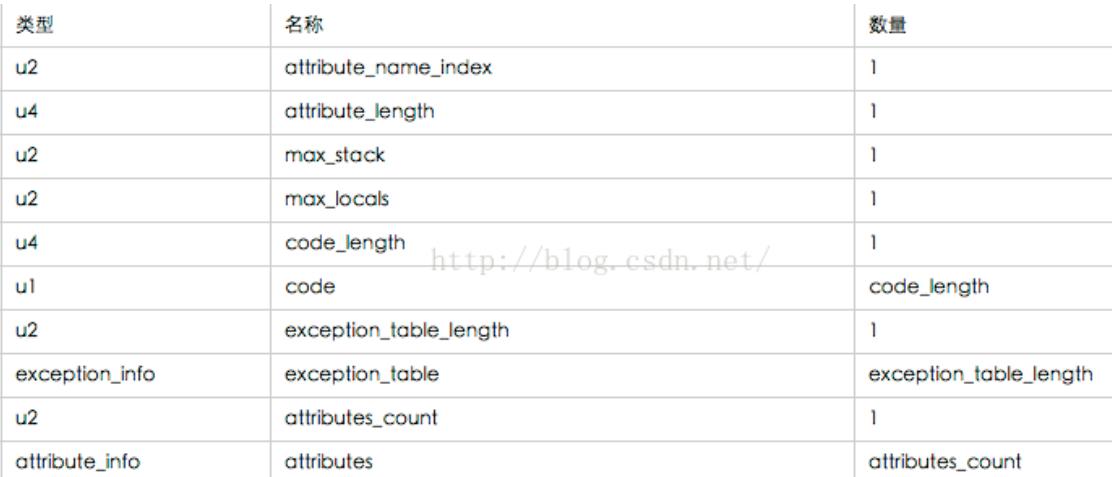 类型 名称 数量
u2 attribute_name_index 1
u4 attribute_length 1
u2 max_stack 1
u2 max_locals 1
u4 code_length 1
http://blog.csdn.net/
u1 code code_length
u2 exception_table_length 1
exception_info exception_table exception_table_length
u2 attributes_count 1
attribute_info attributes attributes_count